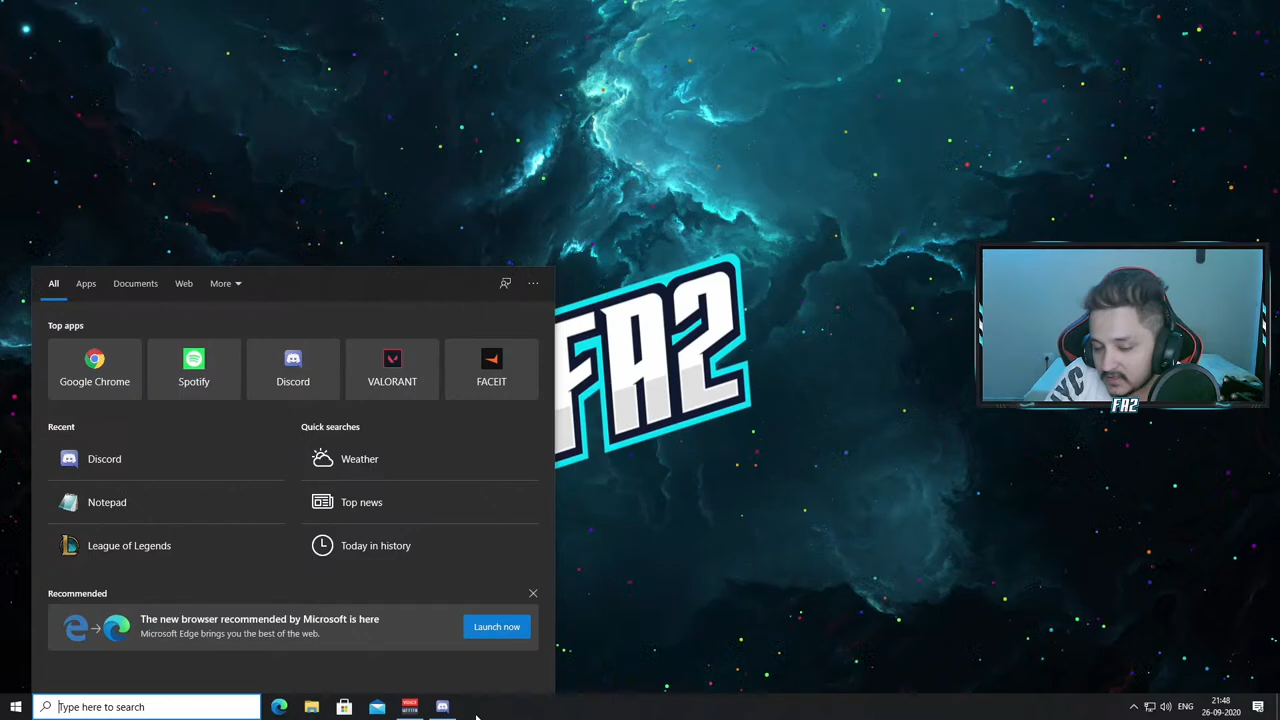 All
Apps
Documents
Web
More
Top apps
Google Chrome
Spotify
Discord
VALORANT
FACEIT
FA2
Recent
Quick searches
Discord
Weather
Notepad
Top news
League of Legends
Today in history
Recommended
The new browser recommended by Microsoft is here
Microsoft Edge brings you the best of the web.
Launch now
NYC
FA2
Type here to search
VOICE
ENG
21:48
26-09-2020